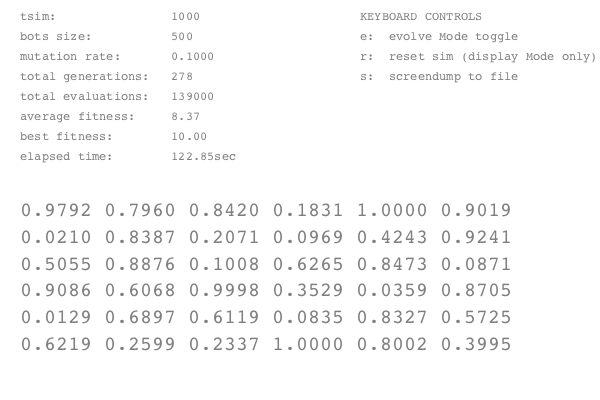 tsim: 1000 KEYBOARD CONTROLS
bots size: 500 e: evolve Mode toggle
mutation rate: 0.1000 r: reset sim (display Mode only)
total generations: 278 s: screendump to file
total evaluations: 139000
average fitness: 8.37
best fitness: 10.00
elapsed time: 122.85sec
0.9792 0.7960 0.8420 0.1831 1.0000 0.9019
0.0210 0.8387 0.2071 0.0969 0.4243 0.9241
0.5055 0.8876 0.1008 0.6265 0.8473 0.0871
0.9086 0.6068 0.9998 0.3529 0.0359 0.8705
0.0129 0.6897 0.6119 0.0835 0.8327 0.5725
0.6219 0.2599 0.2337 1.0000 0.8002 0.3995